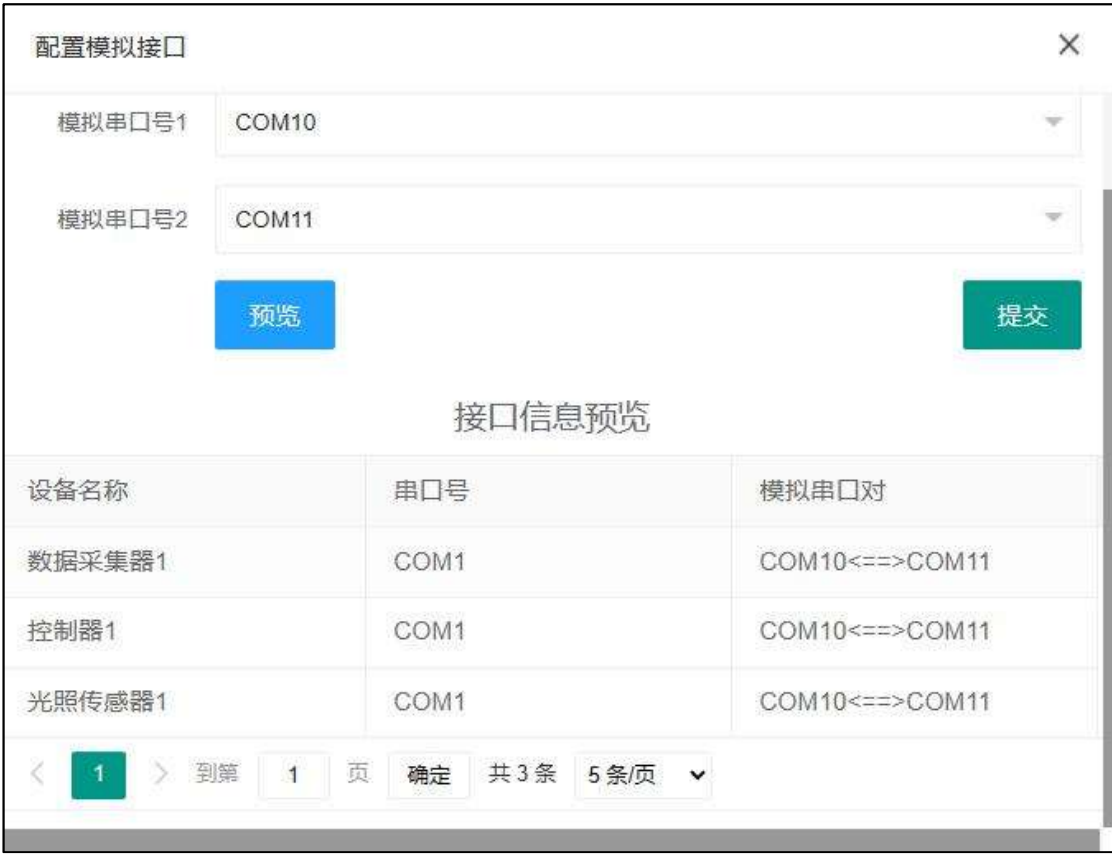 配置模拟接口 ×
模拟串口号1 COM10
模拟串口号2 COM11
预览 提交
接口信息预览
设备名称 串口号 模拟串口对
数据采集器1 COM1 COM10<==>COM11
控制器1 COM1 COM10<==>COM11
光照传感器1 COM1 COM10<==>COM11
< 1 > 到第 1 页 确定 共 3 条 5 条/页